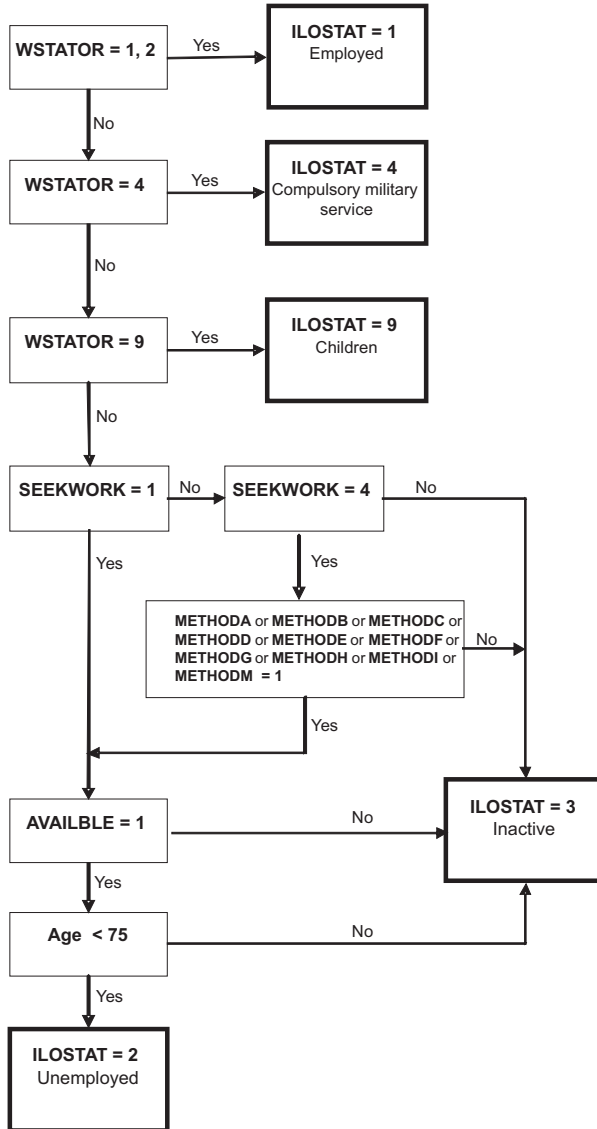 WSTATOR = 1, 2
Yes
ILOSTAT = 1
Employed
No
WSTATOR = 4
Yes
ILOSTAT = 4
Compulsory military
service
No
WSTATOR = 9
Yes
ILOSTAT = 9
Children
No
SEEKWORK = 1
No
SEEKWORK = 4
No
Yes
Yes
METHODA or METHODB or METHODC or
METHODD or METHODE or METHODF or
METHODG or METHODH or METHODI or
METHODM = 1
No
Yes
AVAILBLE = 1
No
ILOSTAT = 3
Inactive
Yes
Age < 75
No
Yes
ILOSTAT = 2
Unemployed